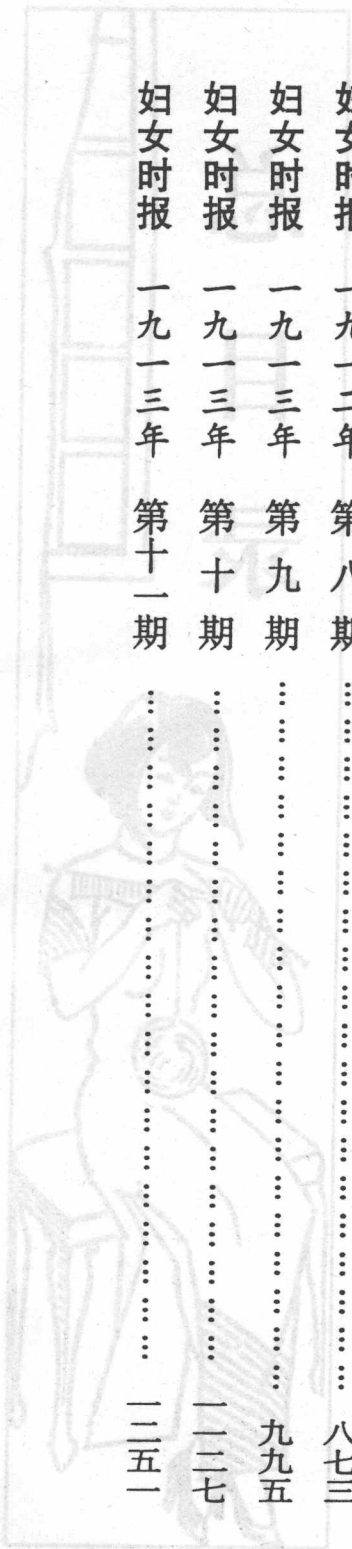 妇女时报 一九一二年 第八期 …………………………………………………… 八七三
妇女时报 一九一三年 第九期 …………………………………………………… 九九五
妇女时报 一九一三年 第十期 …………………………………………………… 一一二七
妇女时报 一九一三年 第十一期 …………………………………………………… 一二五一